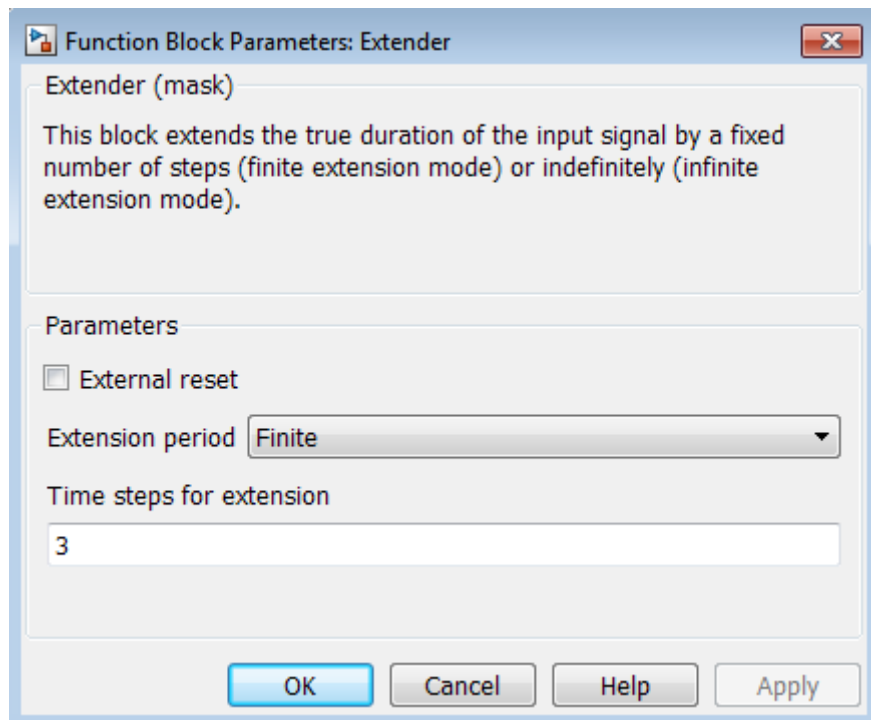 Function Block Parameters: Extender
Extender (mask)
This block extends the true duration of the input signal by a fixed
number of steps (finite extension mode) or indefinitely (infinite
extension mode).
Parameters
External reset
Extension period Finite
Time steps for extension
3
OK Cancel Help Apply